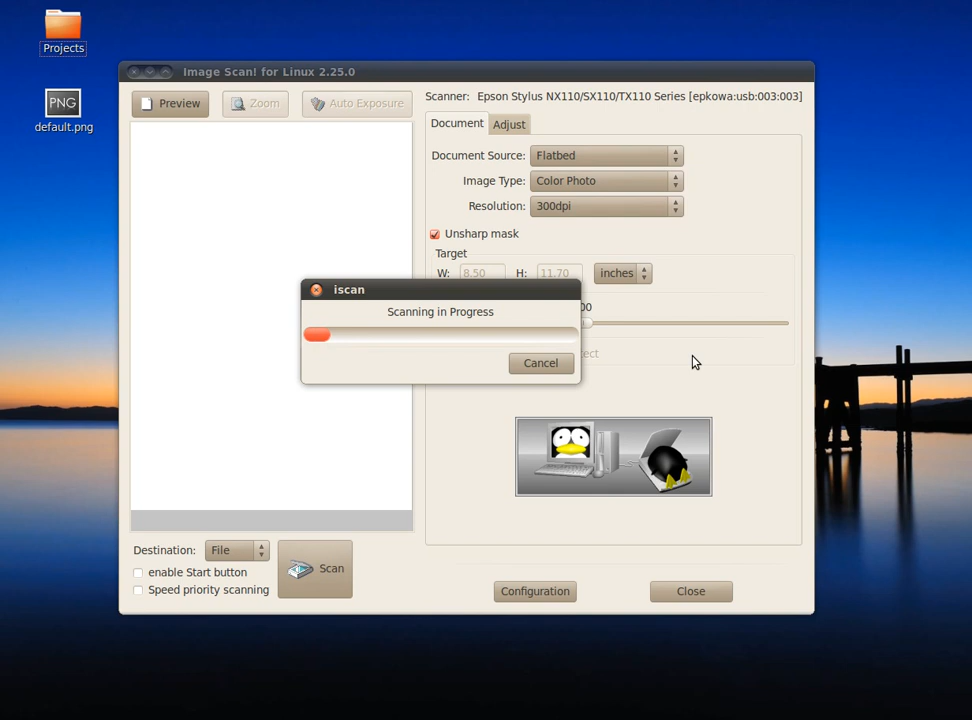 Projects
PNG
default.png
Image Scan! for Linux 2.25.0
Preview
Zoom
Auto Exposure
Scanner: Epson Stylus NX110/SX110/TX110 Series [epkowa:usb:003:003]
Document
Adjust
Document Source: Flatbed
Image Type: Color Photo
Resolution: 300dpi
Unsharp mask
Target
W: 8.50 H: 11.70 inches
iscan
Scanning in Progress
Cancel
Destination: File
enable Start button
Speed priority scanning
Scan
Configuration
Close